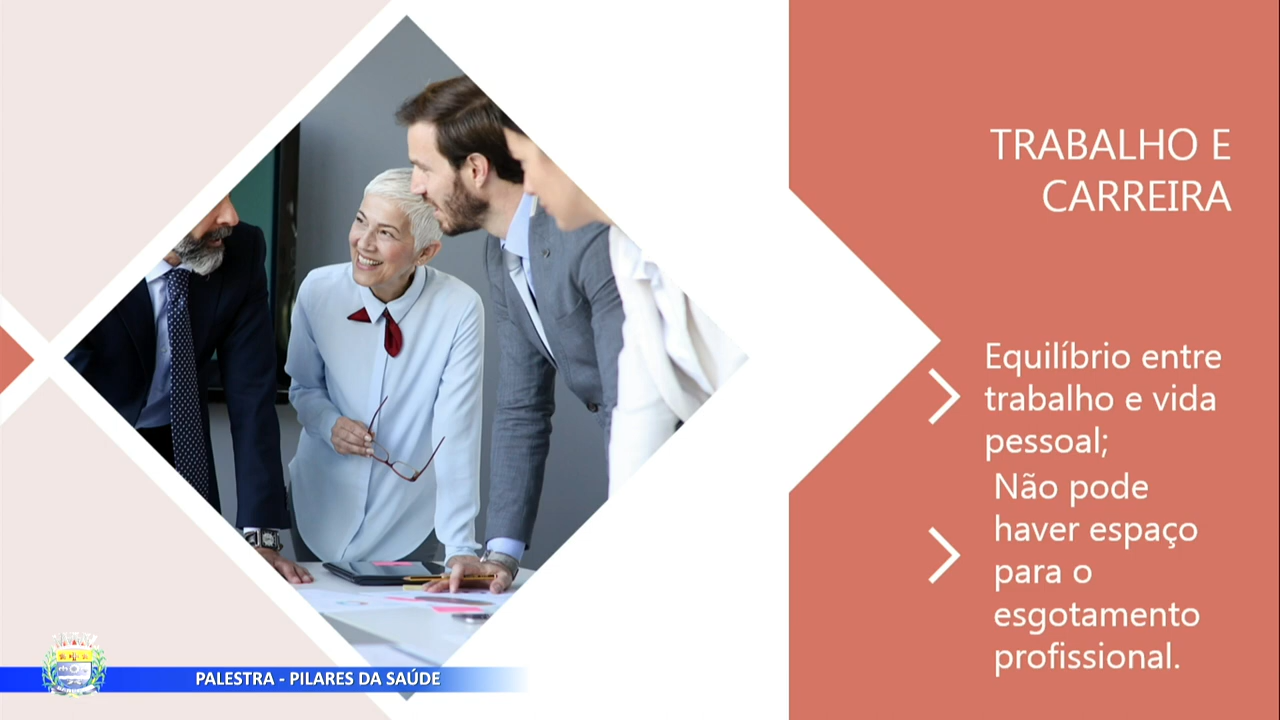 TRABALHO E
CARREIRA
Equilíbrio entre
trabalho e vida
pessoal;
Não pode
haver espaço
para o
esgotamento
profissional.
PALESTRA - PILARES DA SAÚDE